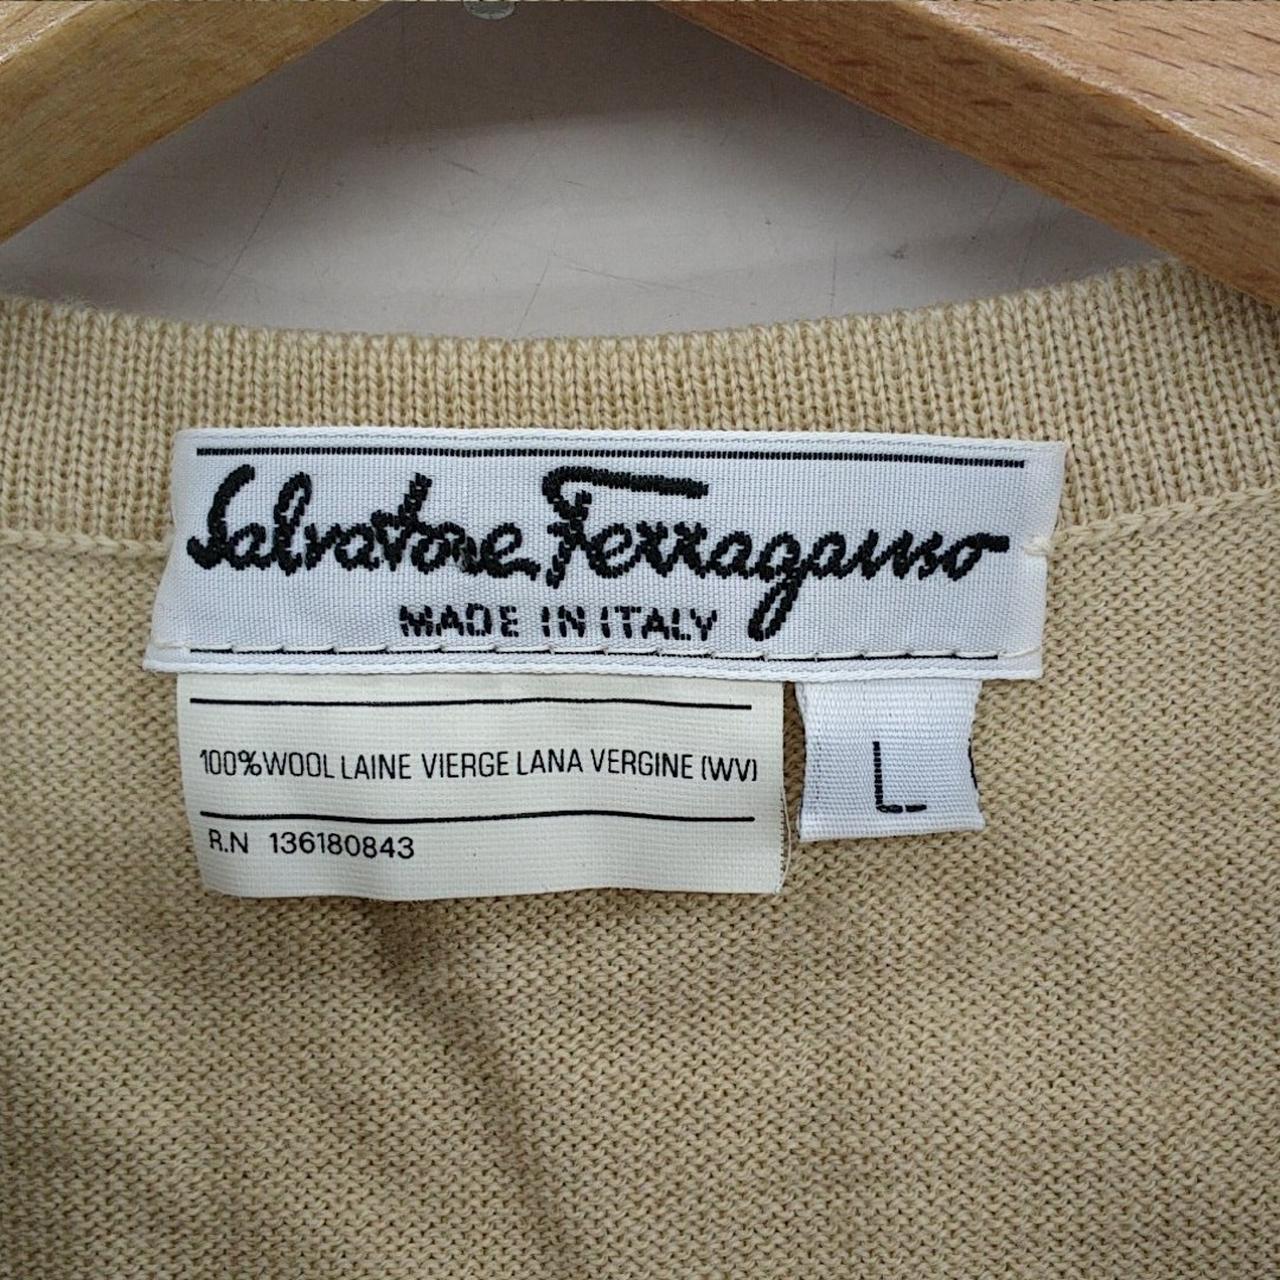 Salvatore Ferragamo
MADE IN ITALY
100% WOOL LAINE VIERGE LANA VERGINE (WV)
R.N 136180843
L